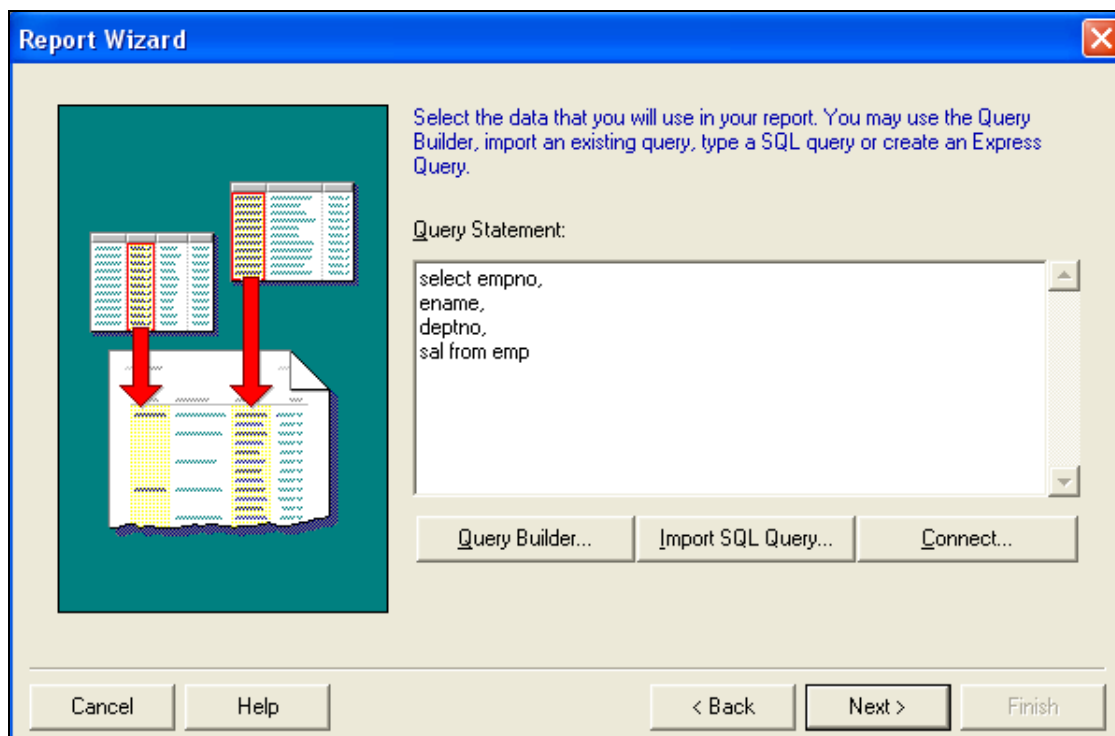 Report Wizard
Select the data that you will use in your report. You may use the Query
Builder, import an existing query, type a SQL query or create an Express
Query.
Query Statement:
select empno,
ename,
deptno,
sal from emp
Query Builder... Import SQL Query... Connect...
Cancel Help < Back Next > Finish